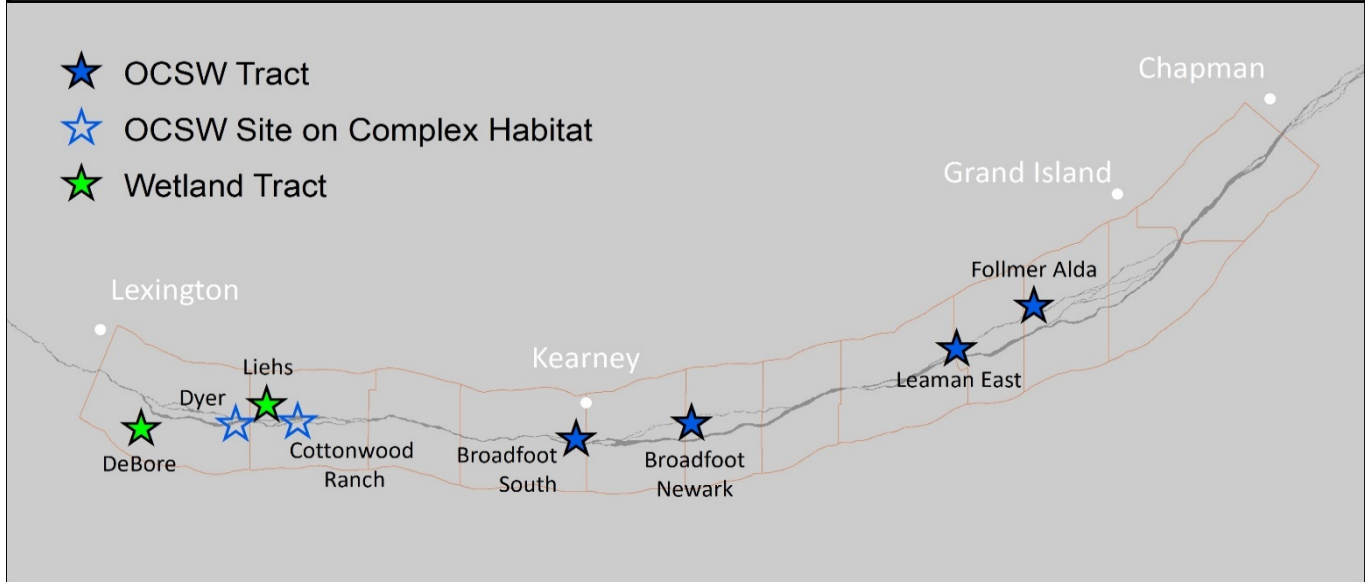 OCSW Tract
OCSW Site on Complex Habitat
Wetland Tract
Chapman
Grand Island
Follmer Alda
Lexington
Kearney
Leaman East
Liehs
Dyer
DeBore
Cottonwood
Ranch
Broadfoot
South
Broadfoot
Newark